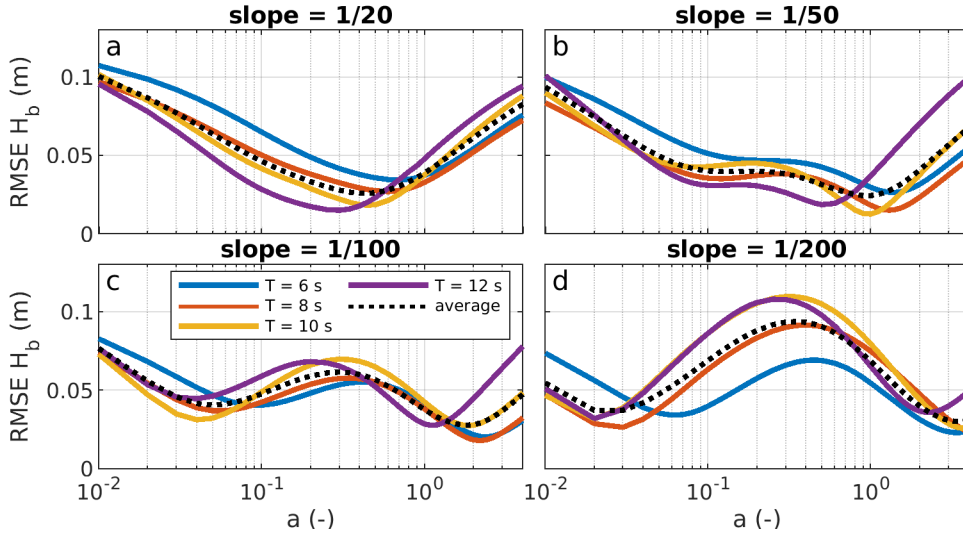 slope = 1/20
slope = 1/50
a
b
RMSE H_b (m)
0.1
0.05
0
slope = 1/100
slope = 1/200
c
d
T = 6 s
T = 8 s
T = 10 s
T = 12 s
average
RMSE H_b (m)
0.1
0.05
0
10^-2
10^-1
10^0
10^-2
10^-1
10^0
a (-)
a (-)